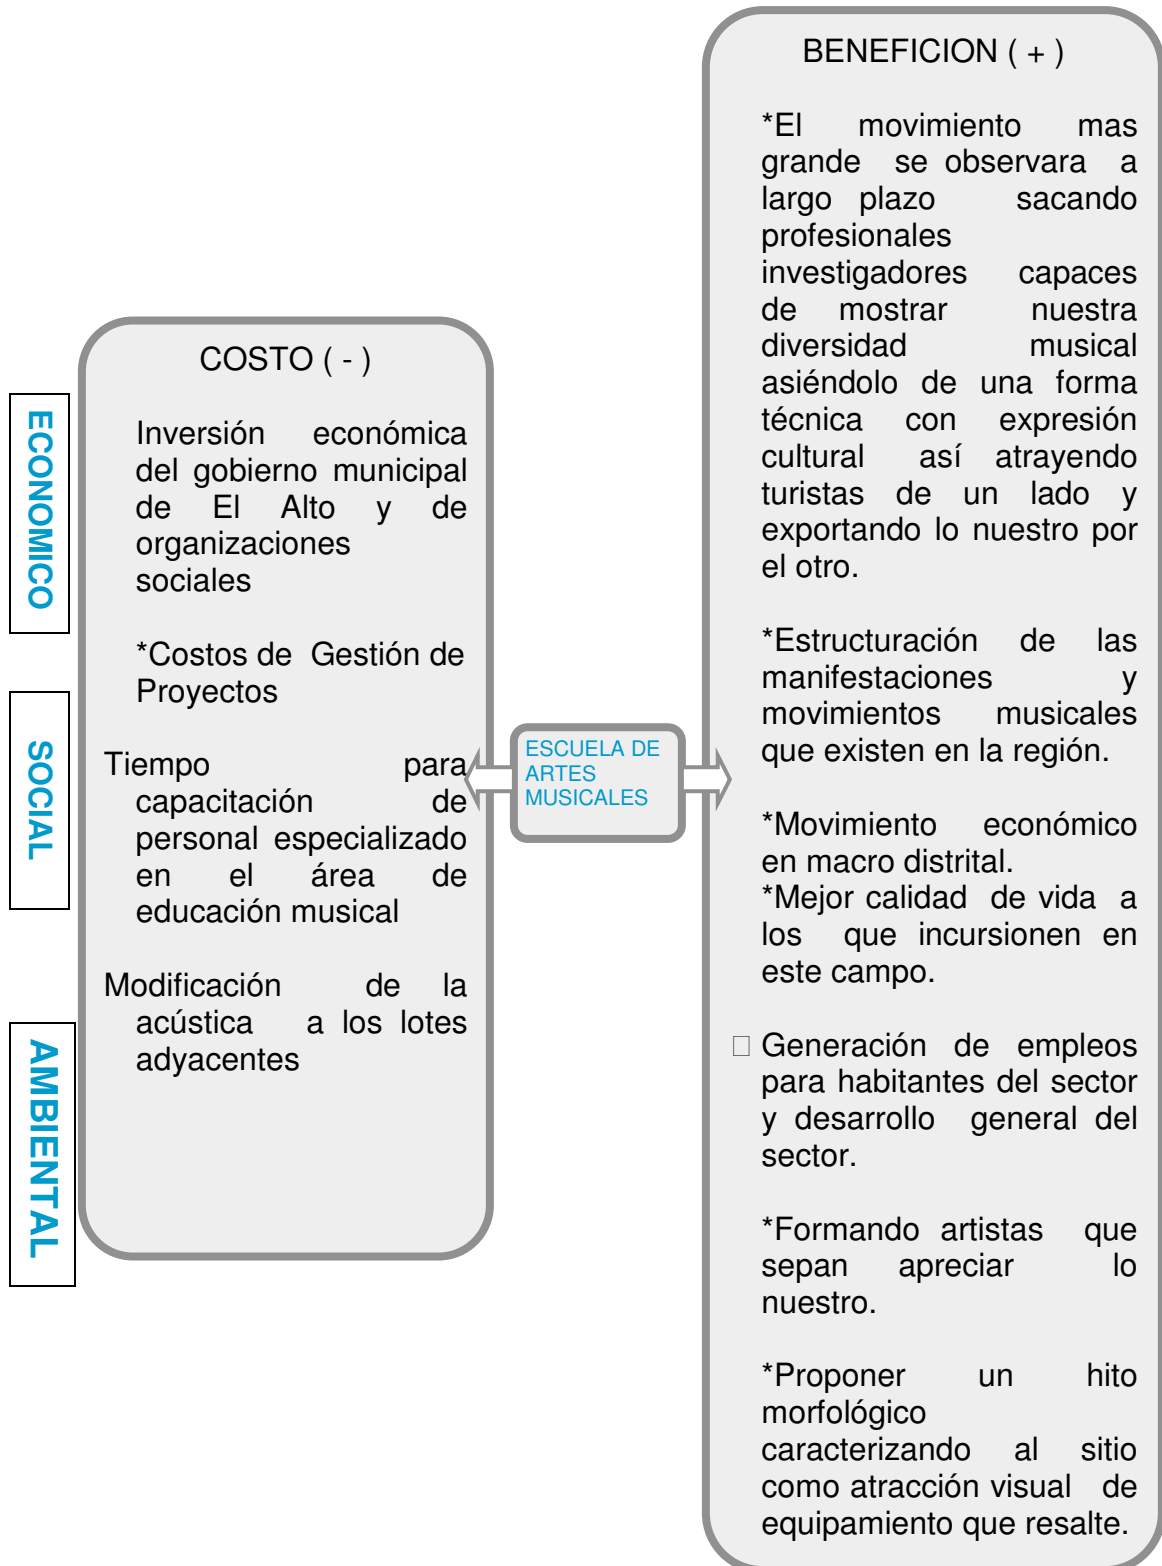 ECONOMICO
SOCIAL
AMBIENTAL
COSTO ( - )
Inversión económica
del gobierno municipal
de El Alto y de
organizaciones
sociales
*Costos de Gestión de
Proyectos
Tiempo para
capacitación de
personal especializado
en el área de
educación musical
Modificación de la
acústica a los lotes
adyacentes
ESCUELA DE
ARTES
MUSICALES
BENEFICION ( + )
*El movimiento mas
grande se observara a
largo plazo sacando
profesionales
investigadores capaces
de mostrar nuestra
diversidad musical
asiéndolo de una forma
técnica con expresión
cultural así atrayendo
turistas de un lado y
exportando lo nuestro por
el otro.
*Estructuración de las
manifestaciones y
movimientos musicales
que existen en la región.
*Movimiento económico
en macro distrital.
*Mejor calidad de vida a
los que incursionen en
este campo.
Generación de empleos
para habitantes del sector
y desarrollo general del
sector.
*Formando artistas que
sepan apreciar lo
nuestro.
*Proponer un hito
morfológico
caracterizando al sitio
como atracción visual de
equipamiento que resalte.